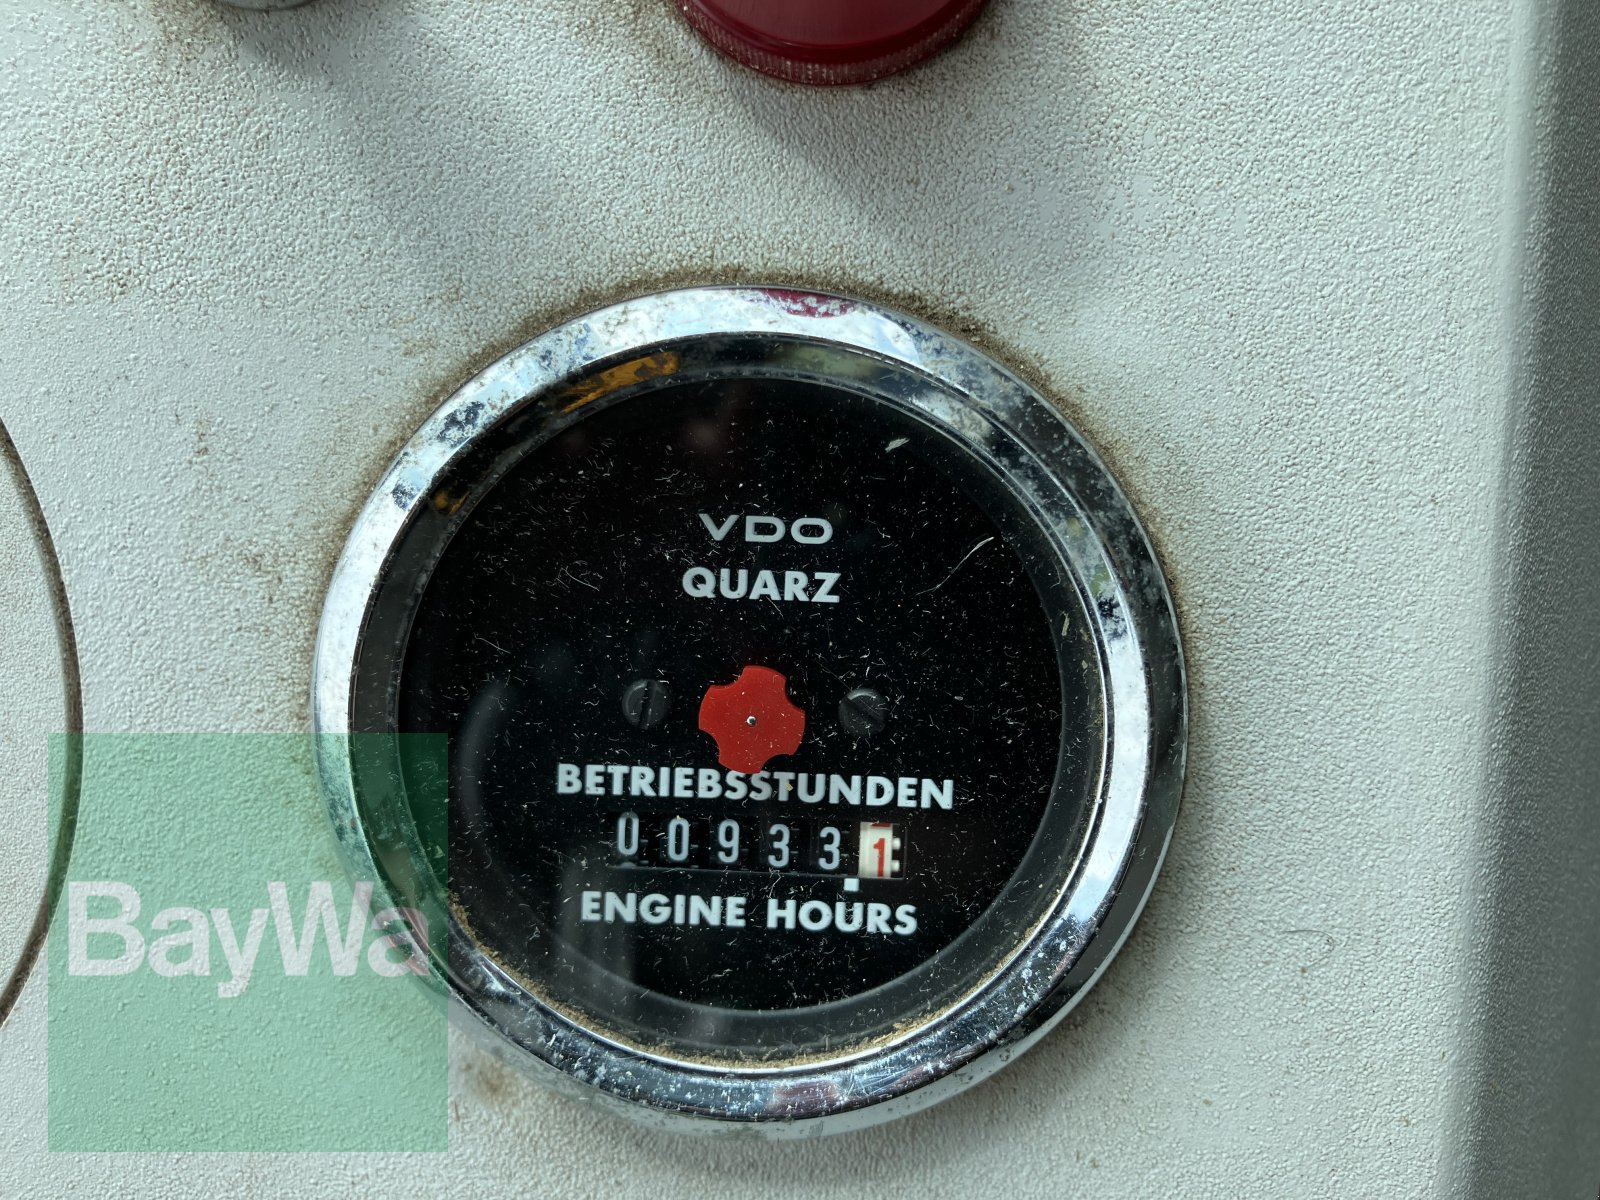 VDO
QUARZ
BETRIEBSSTUNDEN
009331
ENGINE HOURS
BayWa